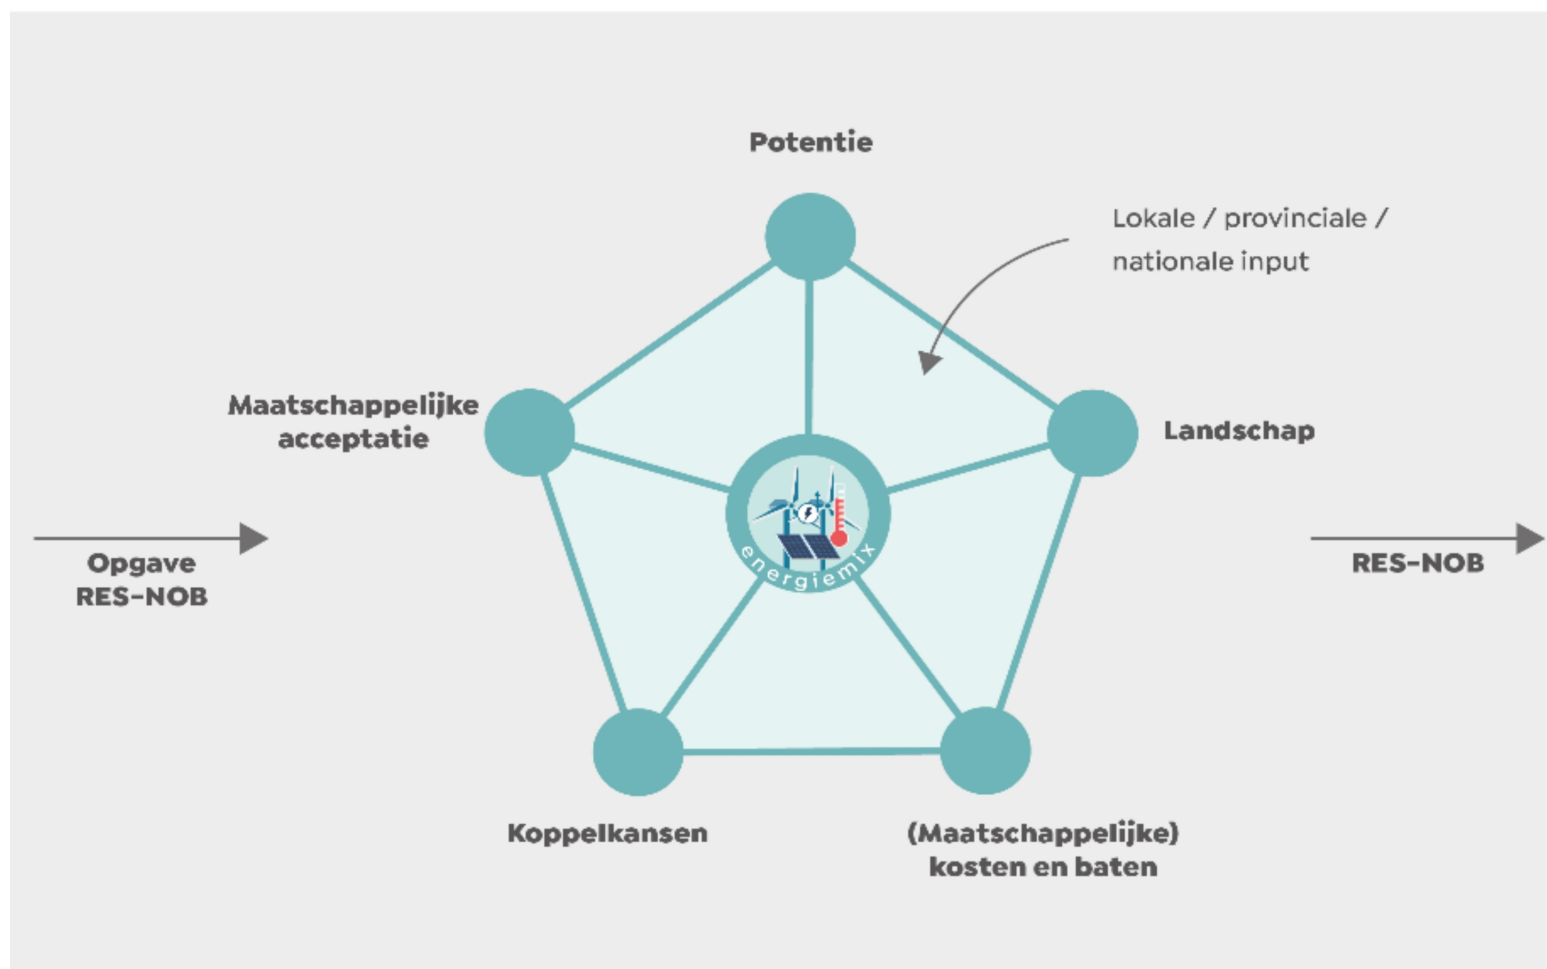 Potentie
Lokale / provinciale /
nationale input
Maatschappelijke
acceptatie
Landschap
energiemix
Opgave
RES-NOB
RES-NOB
Koppelkansen
(Maatschappelijke)
kosten en baten